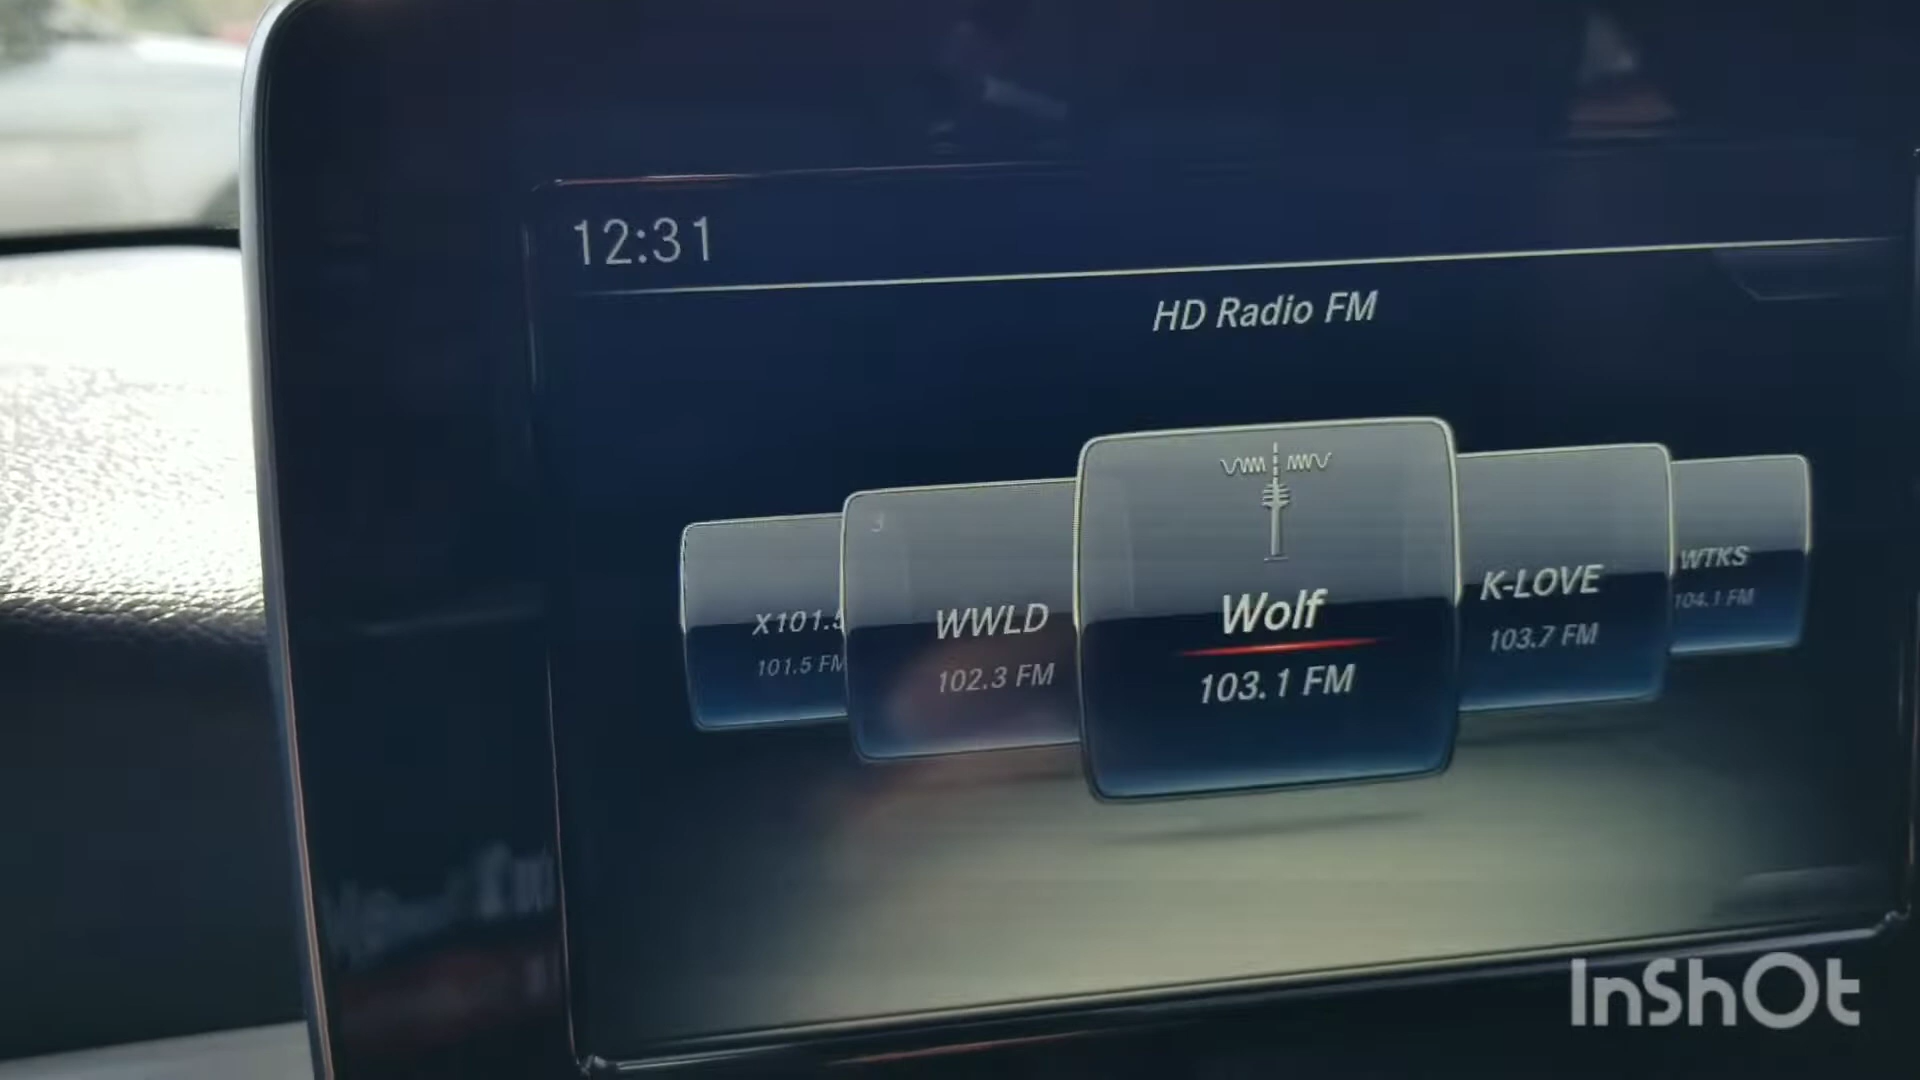 12:31
HD Radio FM
3
X101.5
101.5 FM
WWLD
102.3 FM
Wolf
103.1 FM
K-LOVE
103.7 FM
WTKS
104.1 FM
InShOt